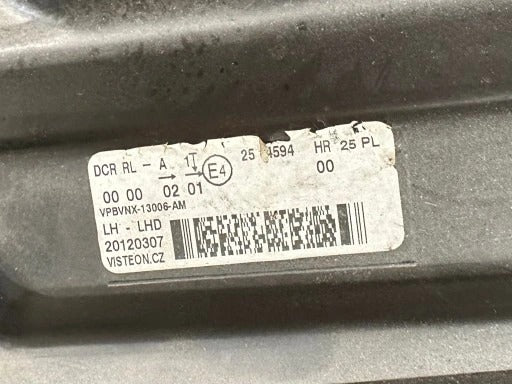 DCR RL - A 1T E4 25 4594 HR 25 PL
→ →
00 00 02 01 00
VPBVNX-13006-AM
LH - LHD
20120307
VISTEON.CZ